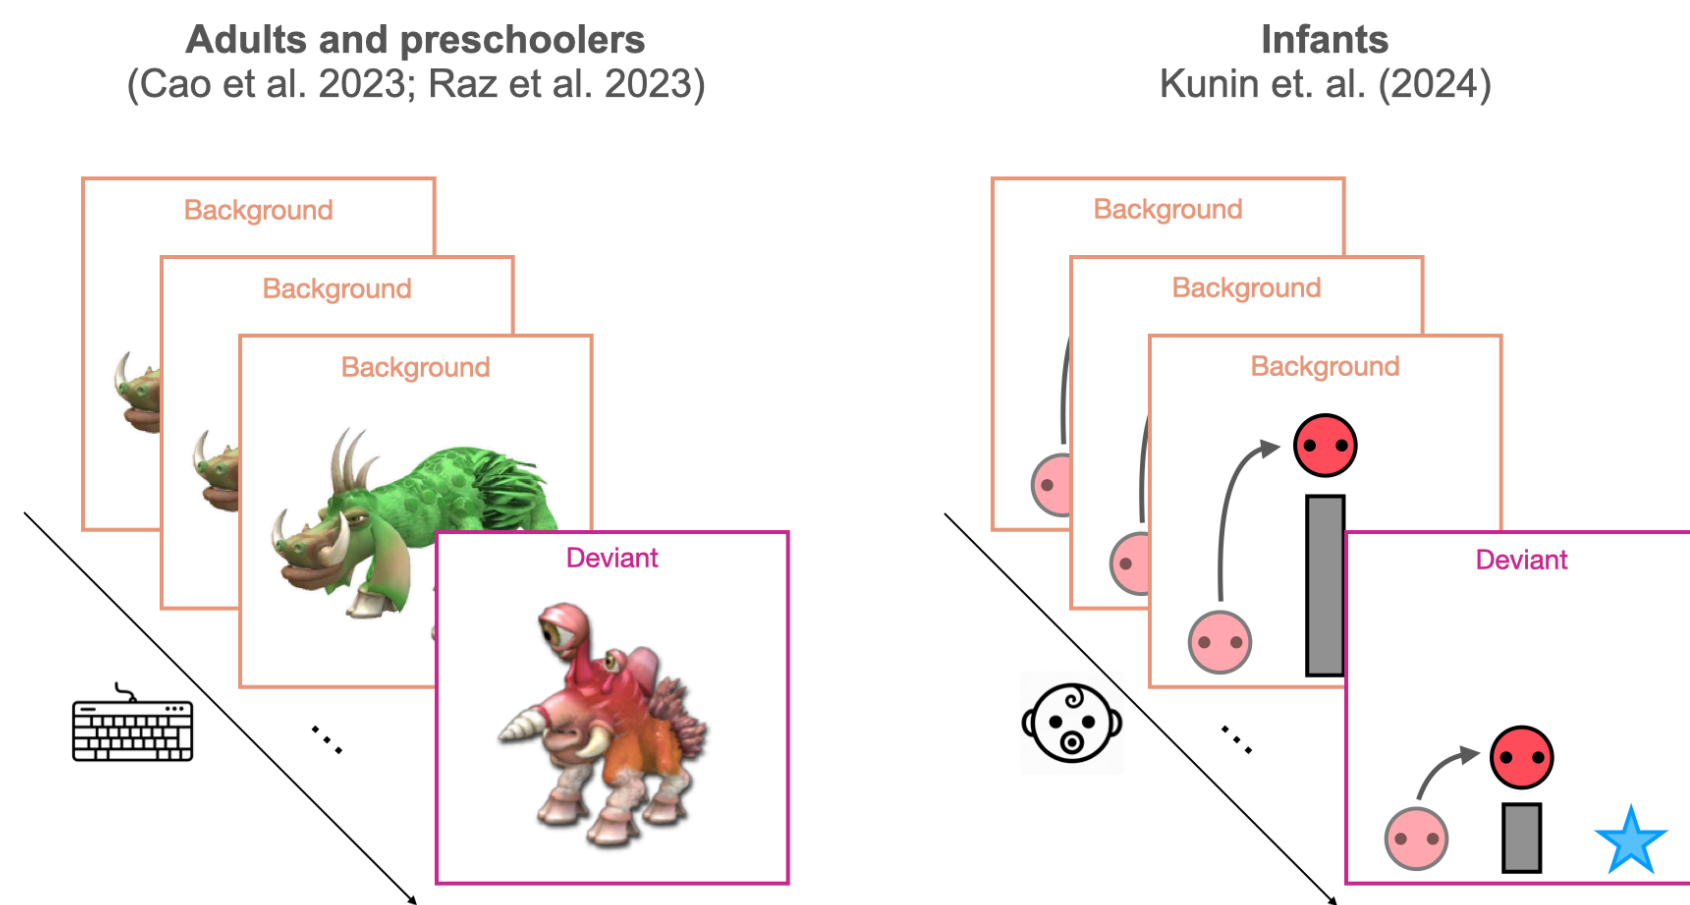 Adults and preschoolers
(Cao et al. 2023; Raz et al. 2023)
Background
Background
Background
Deviant
Infants
Kunin et. al. (2024)
Background
Background
Background
Deviant